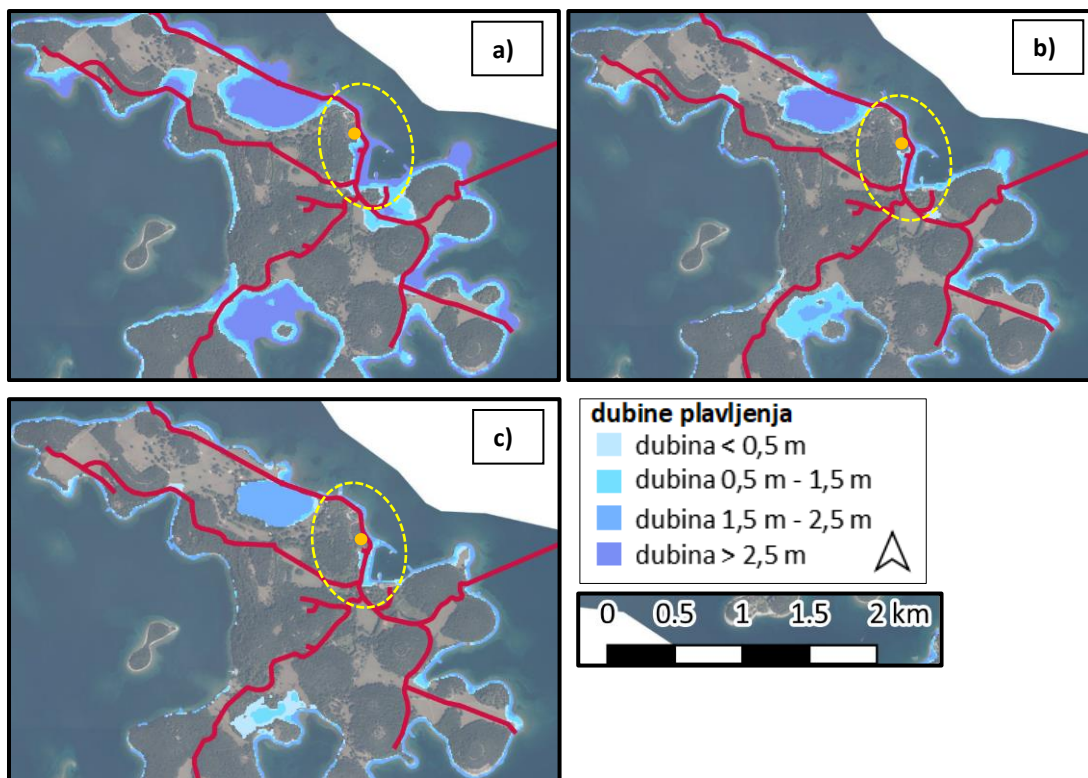 a)
b)
c)
dubine plavljenja
dubina < 0,5 m
dubina 0,5 m - 1,5 m
dubina 1,5 m - 2,5 m
dubina > 2,5 m
0 0.5 1 1.5 2 km